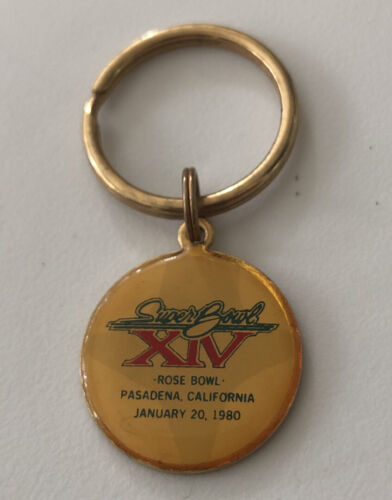 Super Bowl
XIV
·ROSE BOWL·
PASADENA, CALIFORNIA
JANUARY 20, 1980